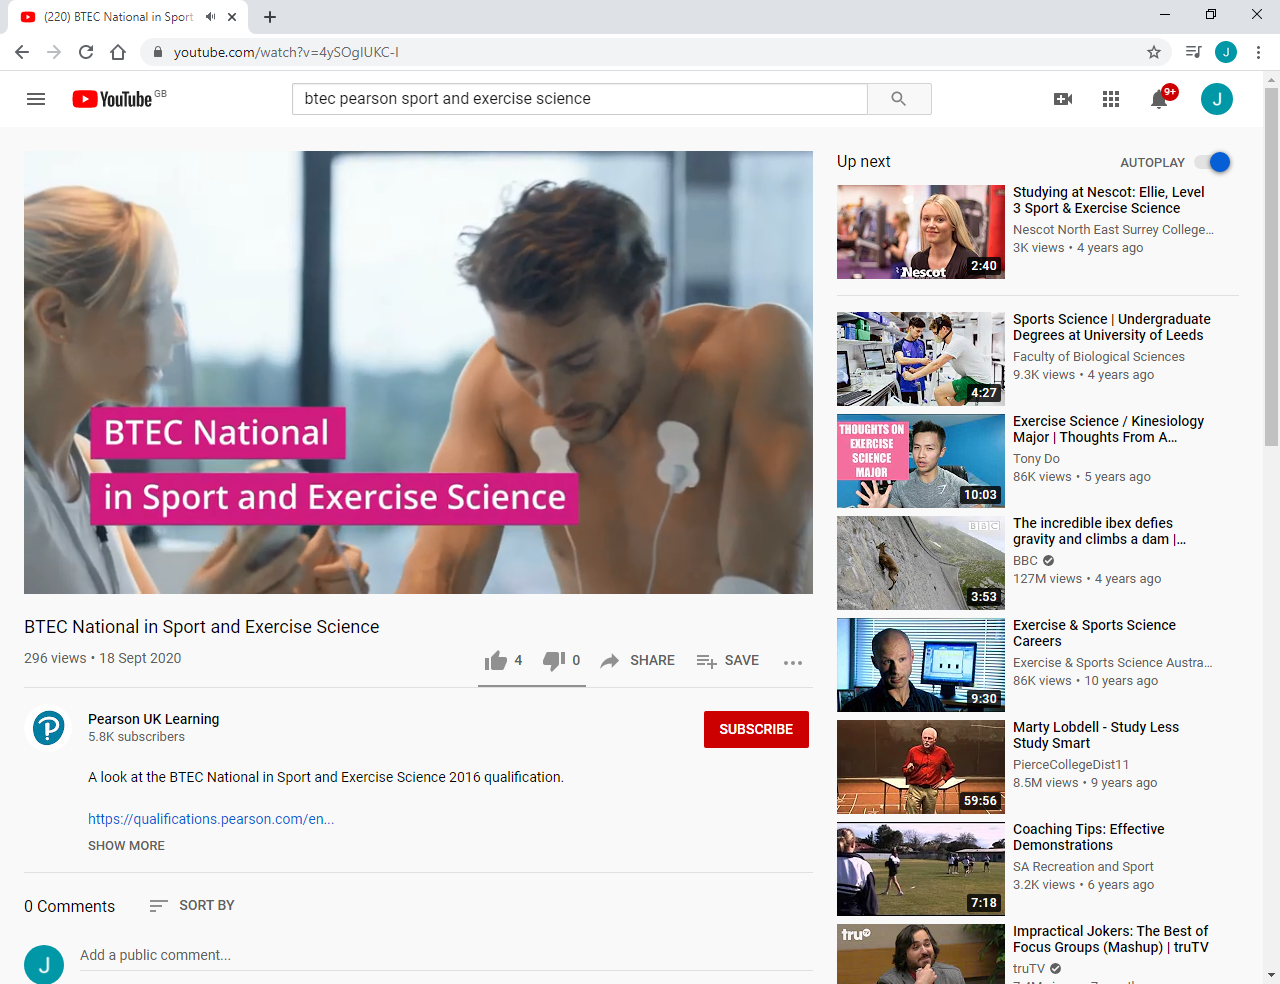 (220) BTEC National in Sport
youtube.com/watch?v=4ySOglUKC-I
J
YouTube GB
btec pearson sport and exercise science
9+
J
BTEC National
in Sport and Exercise Science
BTEC National in Sport and Exercise Science
296 views • 18 Sept 2020
4
0
SHARE
SAVE
Pearson UK Learning
5.8K subscribers
SUBSCRIBE
A look at the BTEC National in Sport and Exercise Science 2016 qualification.
https://qualifications.pearson.com/en...
SHOW MORE
0 Comments
SORT BY
J
Add a public comment...
Up next
AUTOPLAY
Nescot
2:40
Studying at Nescot: Ellie, Level
3 Sport & Exercise Science
Nescot North East Surrey College...
3K views • 4 years ago
4:27
Sports Science | Undergraduate
Degrees at University of Leeds
Faculty of Biological Sciences
9.3K views • 4 years ago
THOUGHTS ON
EXERCISE
SCIENCE
MAJOR
10:03
Exercise Science / Kinesiology
Major | Thoughts From A...
Tony Do
86K views • 5 years ago
BBC
3:53
The incredible ibex defies
gravity and climbs a dam |...
BBC
127M views • 4 years ago
9:30
Exercise & Sports Science
Careers
Exercise & Sports Science Austra...
86K views • 10 years ago
59:56
Marty Lobdell - Study Less
Study Smart
PierceCollegeDist11
8.5M views • 9 years ago
7:18
Coaching Tips: Effective
Demonstrations
SA Recreation and Sport
3.2K views • 6 years ago
truTV
Impractical Jokers: The Best of
Focus Groups (Mashup) | truTV
truTV